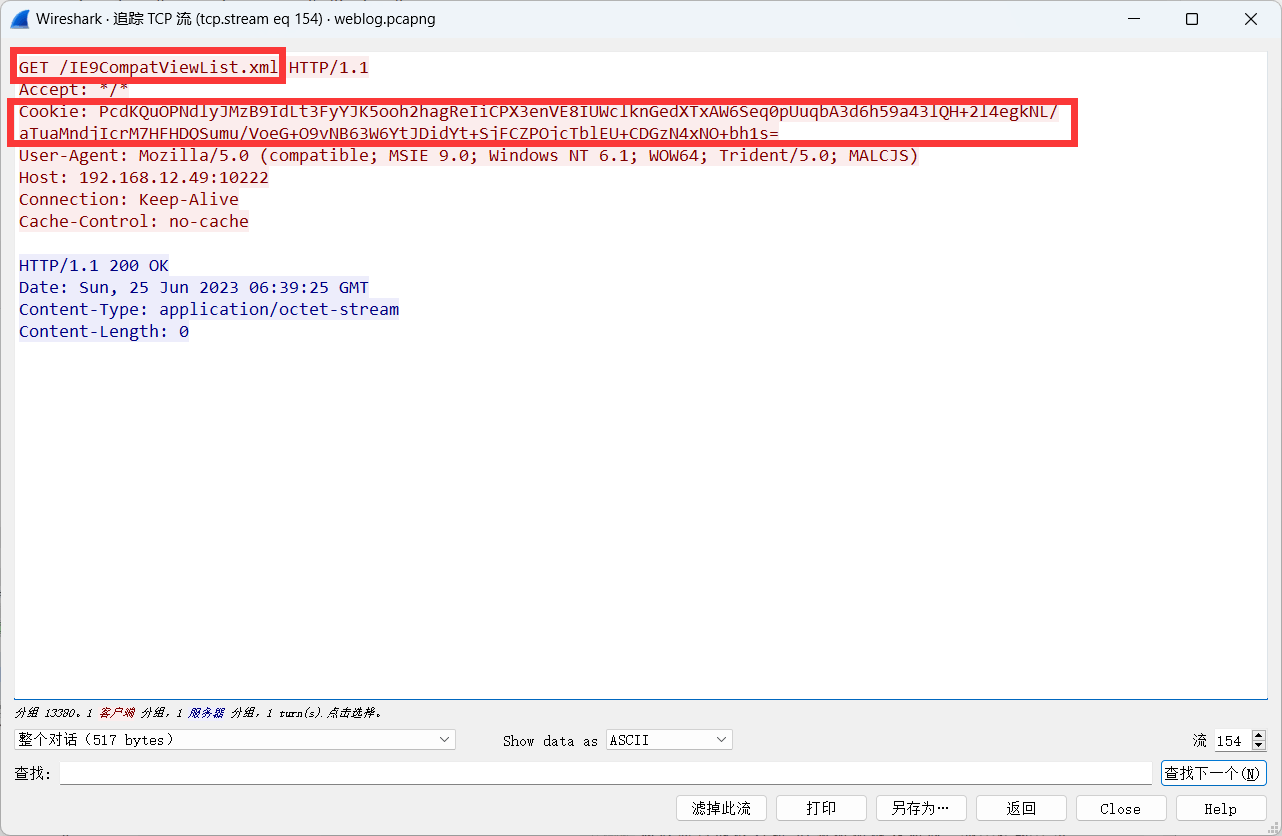 Wireshark · 追踪 TCP 流 (tcp.stream eq 154) · weblog.pcapng
GET /IE9CompatViewList.xml HTTP/1.1
Accept: */*
Cookie: PcdKQuOPNdlyJMzB9IdLt3FyYJK5ooh2hagReIiCPX3enVE8IUWclknGedXTxAW6Seq0pUuqbA3d6h59a43lQH+2l4egkNL/
aTuaMndjIcrM7HFHDQSumu/VoeG+O9vNB63W6YtJDidYt+SjFCZPOjcTblEU+CDGzN4xNO+bh1s=
User-Agent: Mozilla/5.0 (compatible; MSIE 9.0; Windows NT 6.1; WOW64; Trident/5.0; MALCJS)
Host: 192.168.12.49:10222
Connection: Keep-Alive
Cache-Control: no-cache
HTTP/1.1 200 OK
Date: Sun, 25 Jun 2023 06:39:25 GMT
Content-Type: application/octet-stream
Content-Length: 0
分组 13380。1 客户端 分组，1 服务器 分组，1 turn(s).点击选择。
整个对话（517 bytes）
Show data as ASCII
流 154
查找：
查找下一个(N)
滤掉此流
打印
另存为…
返回
Close
Help